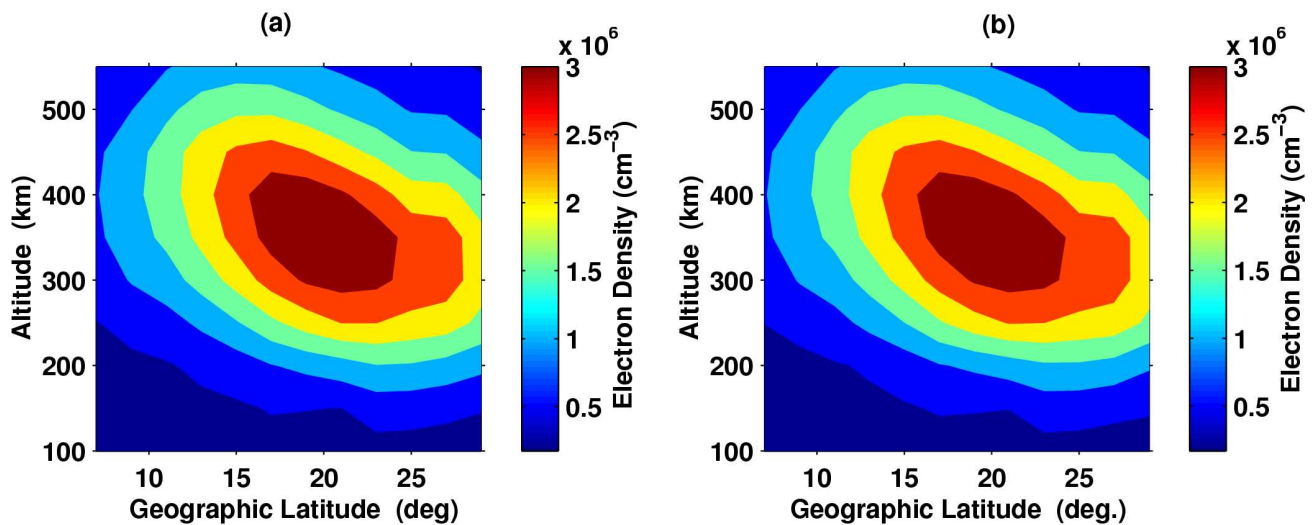 (a)
x 10^6
3
2.5
2
1.5
1
0.5
Electron Density (cm^−3)
500
400
300
200
100
Altitude (km)
10 15 20 25
Geographic Latitude (deg)
(b)
x 10^6
3
2.5
2
1.5
1
0.5
Electron Density (cm^−3)
500
400
300
200
100
Altitude (km)
10 15 20 25
Geographic Latitude (deg.)